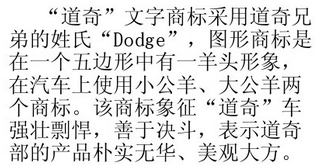 “道奇”文字商标采用道奇兄
弟的姓氏“Dodge”，图形商标是
在一个五边形中有一羊头形象，
在汽车上使用小公羊、大公羊两
个商标。该商标象征“道奇”车
强壮剽悍，善于决斗，表示道奇
部的产品朴实无华、美观大方。